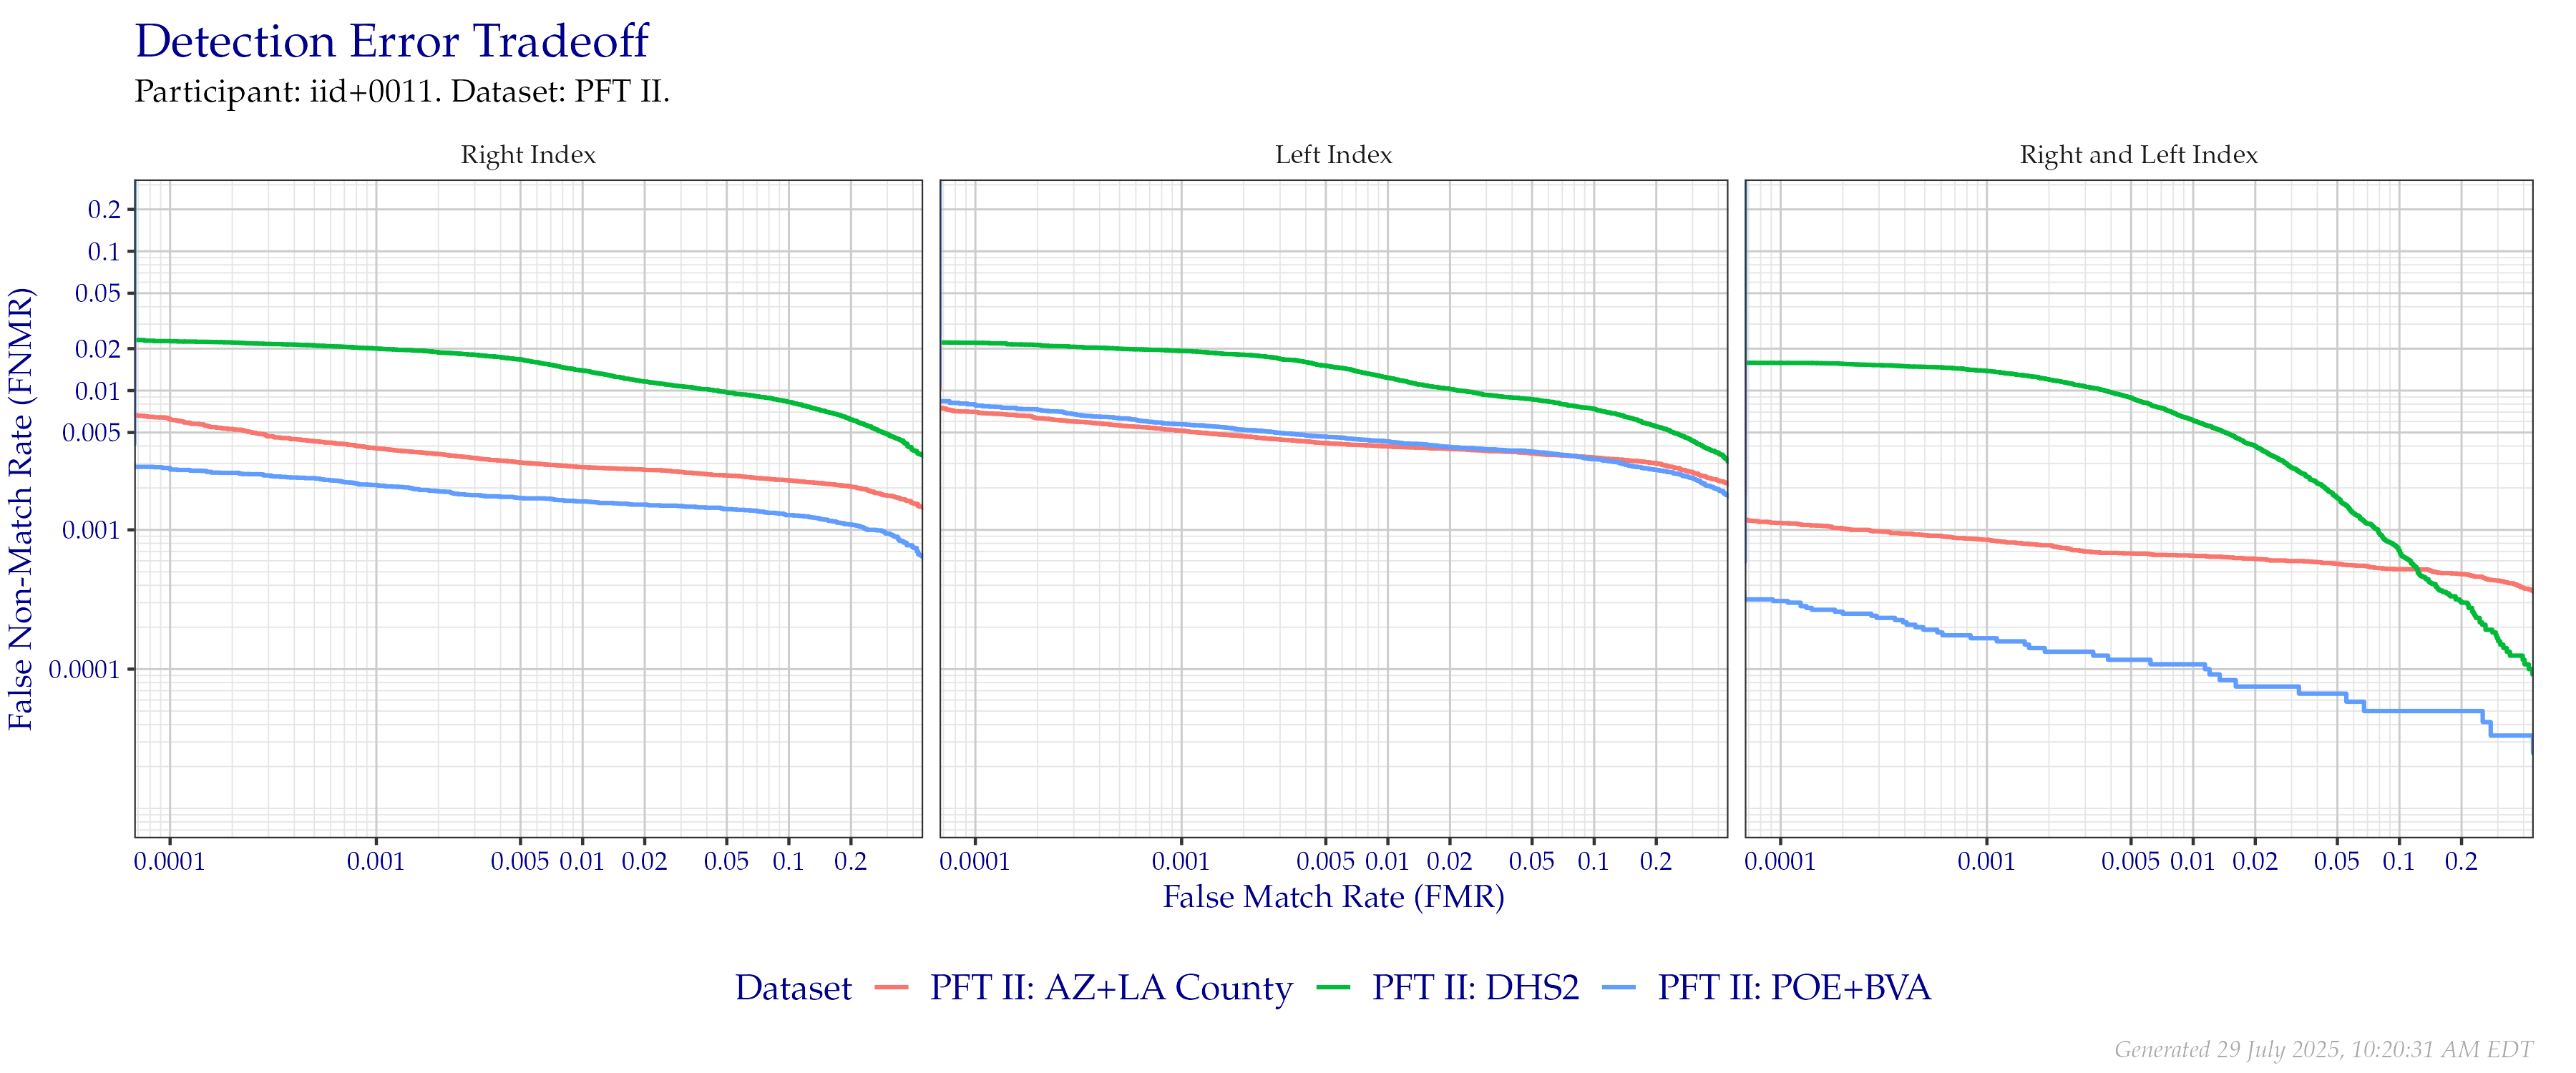 Detection Error Tradeoff
Participant: iid+0011. Dataset: PFT II.
Right Index
Left Index
Right and Left Index
False Non-Match Rate (FNMR)
0.2
0.1
0.05
0.02
0.01
0.005
0.001
0.0001
0.0001 0.001 0.005 0.01 0.02 0.05 0.1 0.2
0.0001 0.001 0.005 0.01 0.02 0.05 0.1 0.2
0.0001 0.001 0.005 0.01 0.02 0.05 0.1 0.2
False Match Rate (FMR)
Dataset PFT II: AZ+LA County PFT II: DHS2 PFT II: POE+BVA
Generated 29 July 2025, 10:20:31 AM EDT